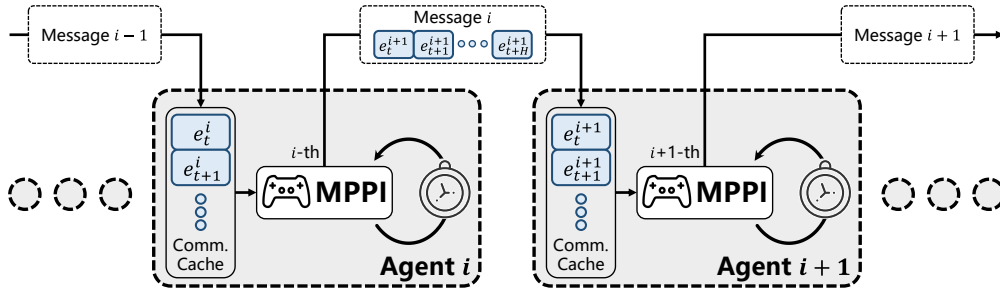 Message i − 1
Message i
e_t^{i+1} e_{t+1}^{i+1} e_{t+H}^{i+1}
Message i + 1
e_t^i
e_{t+1}^i
Comm.
Cache
i-th
MPPI
Agent i
e_t^{i+1}
e_{t+1}^{i+1}
Comm.
Cache
i+1-th
MPPI
Agent i + 1